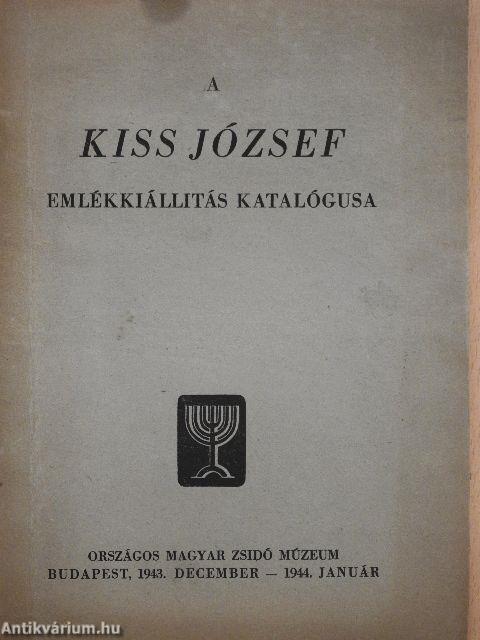 A
KISS JÓZSEF
EMLÉKKIÁLLITÁS KATALÓGUSA
ORSZÁGOS MAGYAR ZSIDÓ MÚZEUM
BUDAPEST, 1943. DECEMBER — 1944. JANUÁR
Antikvárium.hu